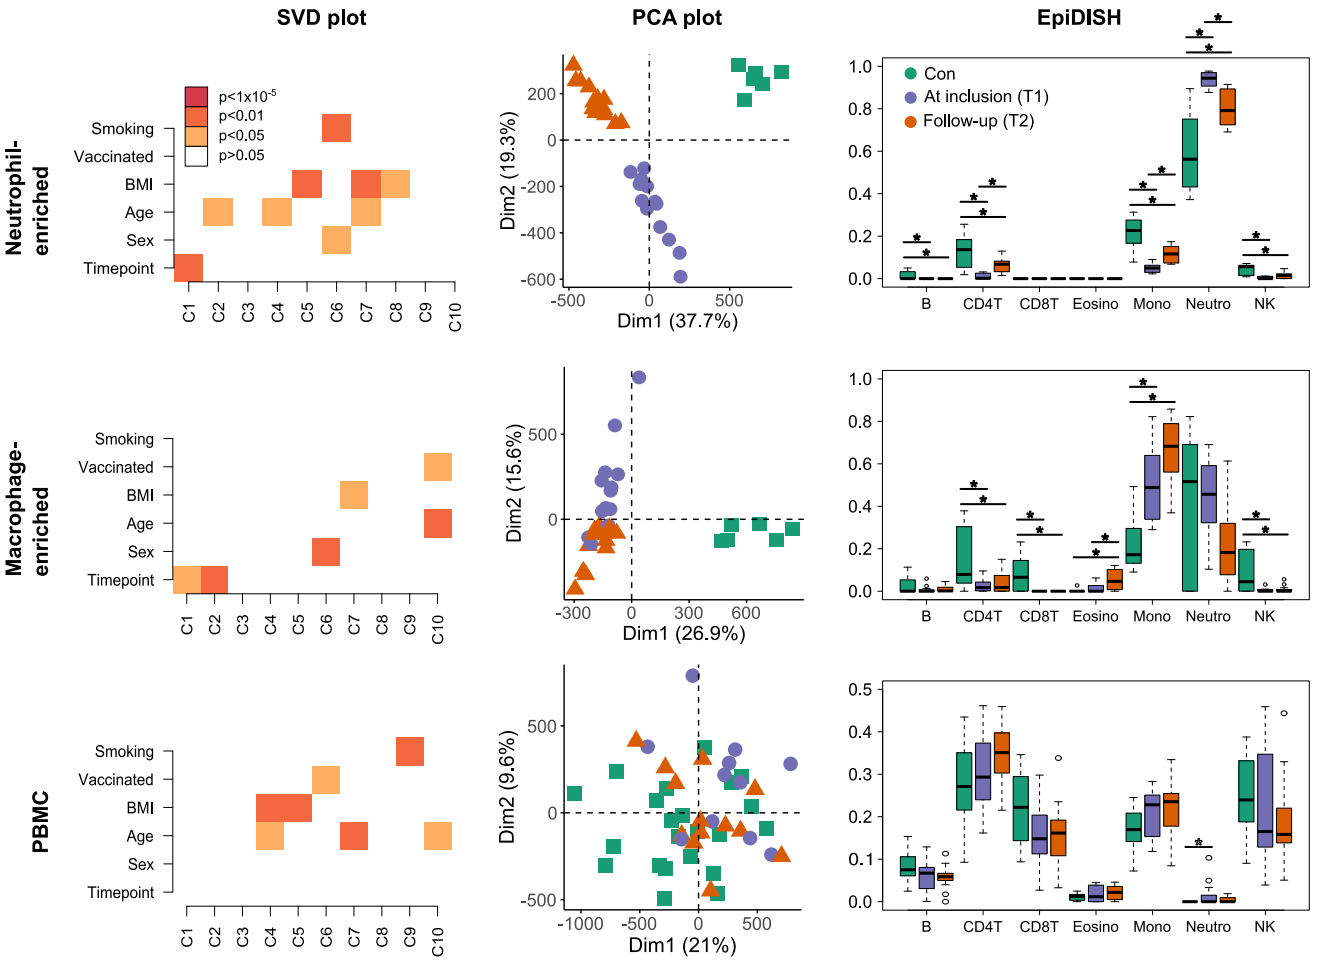 SVD plot
PCA plot
EpiDISH
Neutrophil-
enriched
p<1x10⁻⁵
p<0.01
p<0.05
p>0.05
Smoking
Vaccinated
BMI
Age
Sex
Timepoint
C1 C2 C3 C4 C5 C6 C7 C8 C9 C10
Dim2 (19.3%)
200
0
-200
-400
-600
-500 0 500
Dim1 (37.7%)
Con
At inclusion (T1)
Follow-up (T2)
1.0
0.8
0.6
0.4
0.2
0.0
* * * * * * * * * * * * * *
B CD4T CD8T Eosino Mono Neutro NK
Macrophage-
enriched
Smoking
Vaccinated
BMI
Age
Sex
Timepoint
C1 C2 C3 C4 C5 C6 C7 C8 C9 C10
Dim2 (15.6%)
500
0
-300 0 300 600
Dim1 (26.9%)
1.0
0.8
0.6
0.4
0.2
0.0
* * * * * * * * * *
B CD4T CD8T Eosino Mono Neutro NK
PBMC
Smoking
Vaccinated
BMI
Age
Sex
Timepoint
C1 C2 C3 C4 C5 C6 C7 C8 C9 C10
Dim2 (9.6%)
500
0
-500
-1000 -500 0 500
Dim1 (21%)
0.5
0.4
0.3
0.2
0.1
0.0
*
B CD4T CD8T Eosino Mono Neutro NK